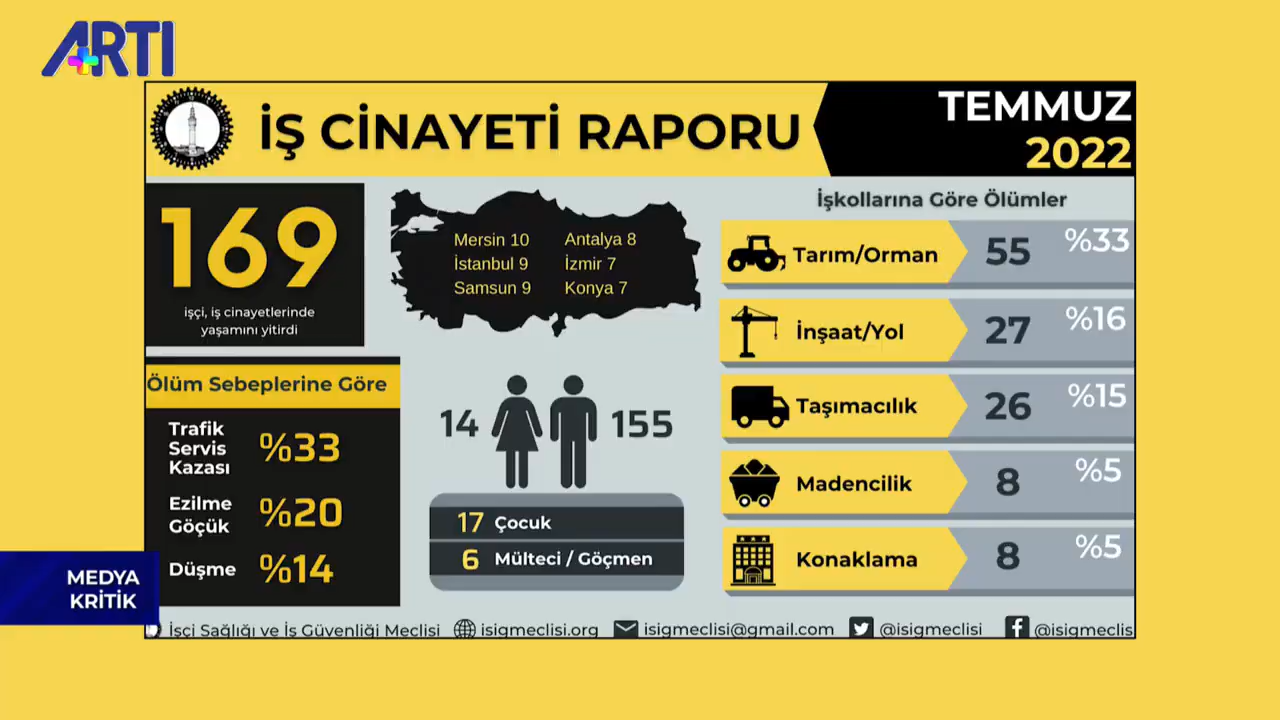 ARTI
İŞ CİNAYETİ RAPORU
TEMMUZ
2022
169
işçi, iş cinayetlerinde
yaşamını yitirdi
Mersin 10
İstanbul 9
Samsun 9
Antalya 8
İzmir 7
Konya 7
Ölüm Sebeplerine Göre
Trafik
Servis
Kazası
%33
Ezilme
Göçük
%20
Düşme %14
14
155
17 Çocuk
6 Mülteci / Göçmen
İşkollarına Göre Ölümler
Tarım/Orman 55 %33
İnşaat/Yol 27 %16
Taşımacılık 26 %15
Madencilik 8 %5
Konaklama 8 %5
MEDYA
KRİTİK
İşçi Sağlığı ve İş Güvenliği Meclisi isigmeclisi.org isigmeclisi@gmail.com @isigmeclisi @isigmeclis